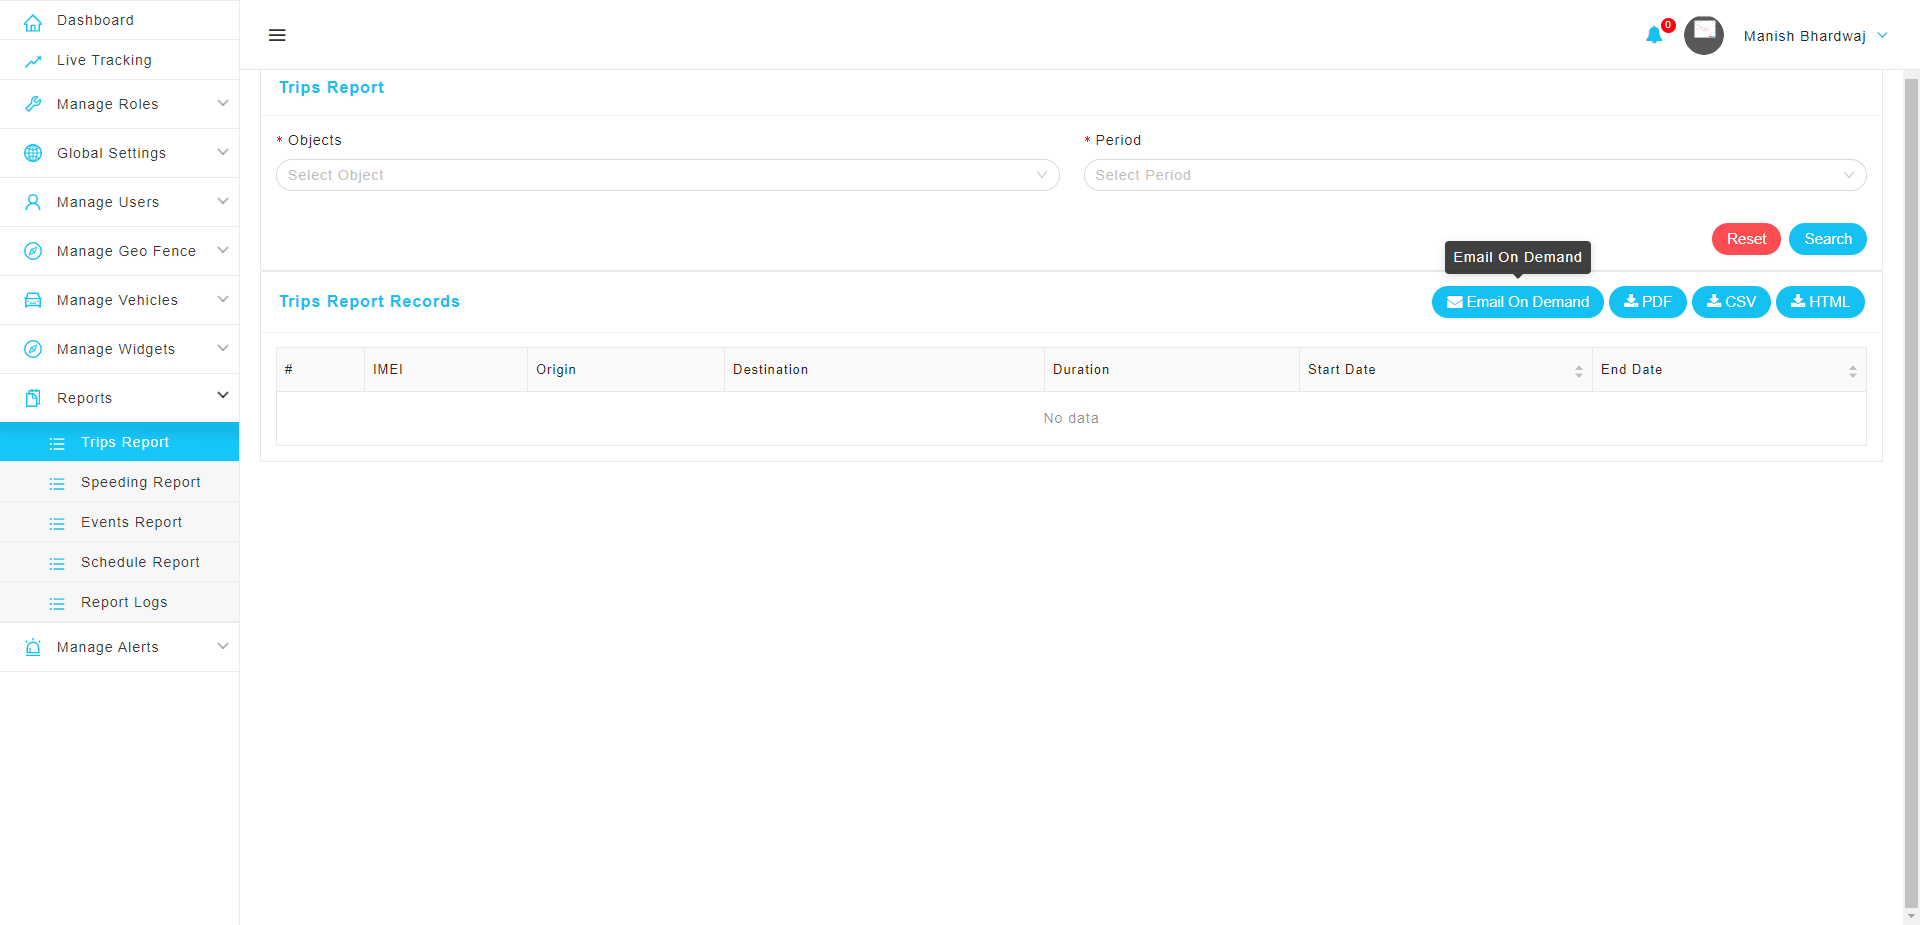 Dashboard
Live Tracking
Manage Roles
Global Settings
Manage Users
Manage Geo Fence
Manage Vehicles
Manage Widgets
Reports
Trips Report
Speeding Report
Events Report
Schedule Report
Report Logs
Manage Alerts
0
Manish Bhardwaj
Trips Report
* Objects
Select Object
* Period
Select Period
Reset
Search
Email On Demand
Trips Report Records
Email On Demand
PDF
CSV
HTML
# IMEI Origin Destination Duration Start Date End Date
No data